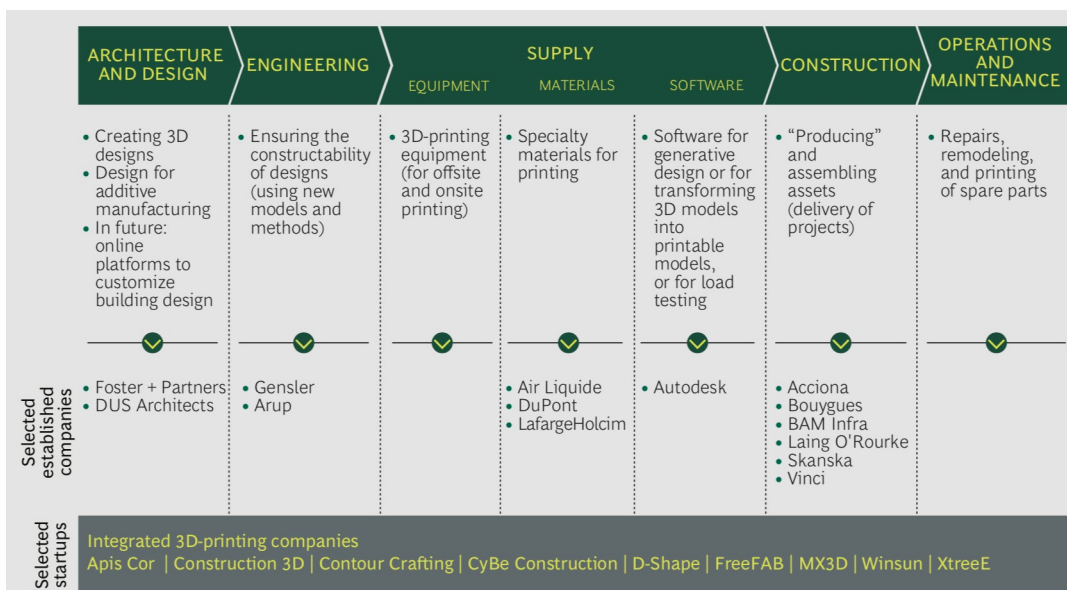 ARCHITECTURE
AND DESIGN
ENGINEERING
SUPPLY
EQUIPMENT
MATERIALS
SOFTWARE
CONSTRUCTION
OPERATIONS
AND
MAINTENANCE
• Creating 3D
designs
• Design for
additive
manufacturing
• In future:
online
platforms to
customize
building design
• Ensuring the
constructability
of designs
(using new
models and
methods)
• 3D-printing
equipment
(for offsite
and onsite
printing)
• Specialty
materials for
printing
• Software for
generative
design or for
transforming
3D models
into
printable
models,
or for load
testing
• “Producing”
and
assembling
assets
(delivery of
projects)
• Repairs,
remodeling,
and printing
of spare parts
Selected
established
companies
• Foster + Partners
• DUS Architects
• Gensler
• Arup
• Air Liquide
• DuPont
• LafargeHolcim
• Autodesk
• Acciona
• Bouygues
• BAM Infra
• Laing O'Rourke
• Skanska
• Vinci
Selected
startups
Integrated 3D-printing companies
Apis Cor | Construction 3D | Contour Crafting | CyBe Construction | D-Shape | FreeFAB | MX3D | Winsun | XtreeE